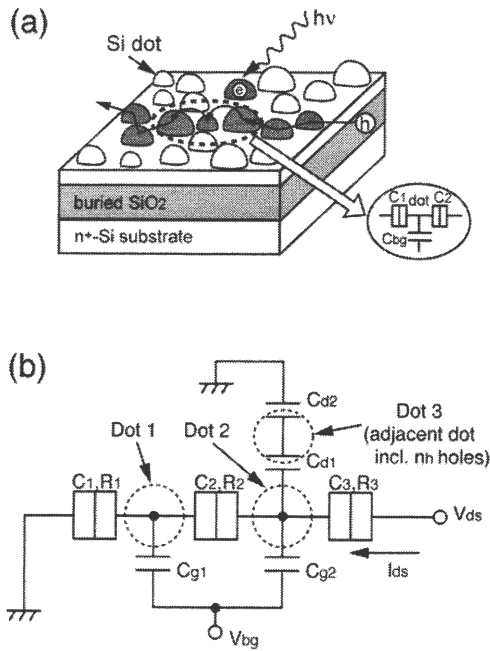 (a)
hν
Si dot
e
h
buried SiO2
n+-Si substrate
C1 dot C2
Cbg
(b)
Cd2
Dot 3
(adjacent dot
incl. nh holes)
Dot 1
Dot 2
Cd1
C1,R1
C2,R2
C3,R3
Vds
Ids
Cg1
Cg2
Vbg